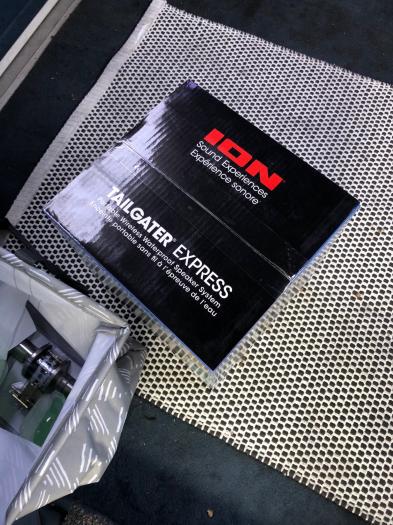 ION
Sound Experiences
Expérience sonore
TAILGATER EXPRESS
Portable Wireless Waterproof Speaker System
Enceinte portable sans fil à l'épreuve de l'eau